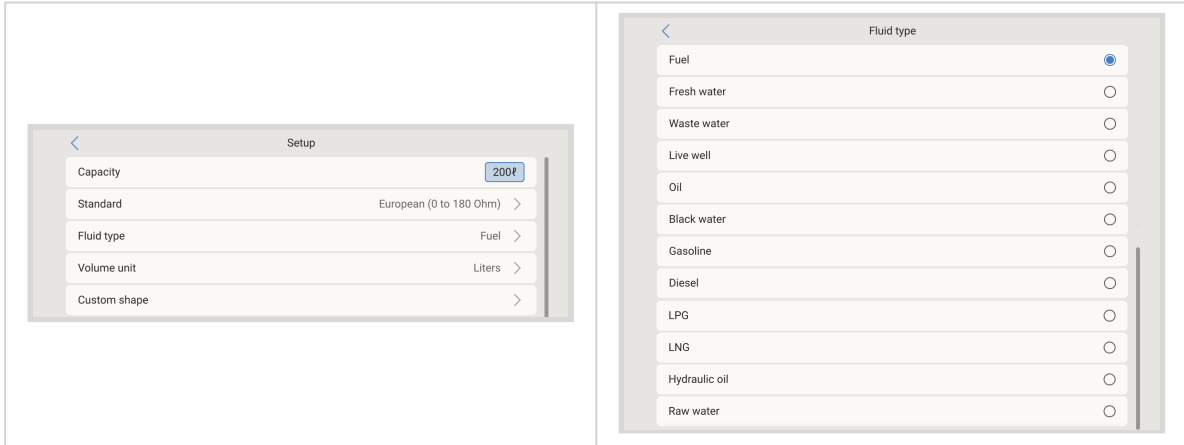 Setup
Capacity 200ℓ
Standard European (0 to 180 Ohm)
Fluid type Fuel
Volume unit Liters
Custom shape
Fluid type
Fuel
Fresh water
Waste water
Live well
Oil
Black water
Gasoline
Diesel
LPG
LNG
Hydraulic oil
Raw water